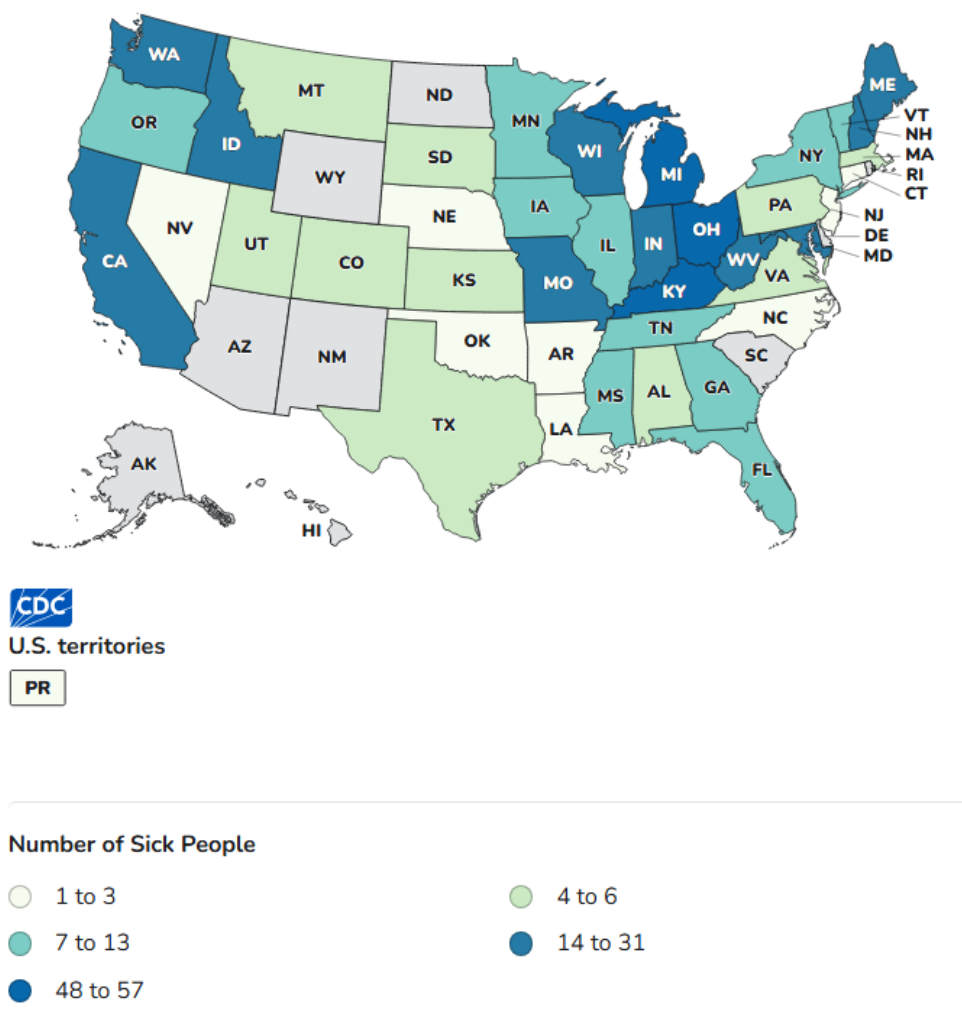 WA
MT
ND
ME
OR
MN
VT
ID
NH
WI
SD
NY
MA
MI
WY
RI
CT
IA
PA
NE
NJ
NV
OH
DE
UT
IL
IN
MD
CA
CO
WV
KS
MO
VA
KY
NC
TN
OK
AZ
AR
SC
NM
GA
AL
MS
TX
LA
AK
FL
HI
CDC
U.S. territories
PR
Number of Sick People
1 to 3
4 to 6
7 to 13
14 to 31
48 to 57